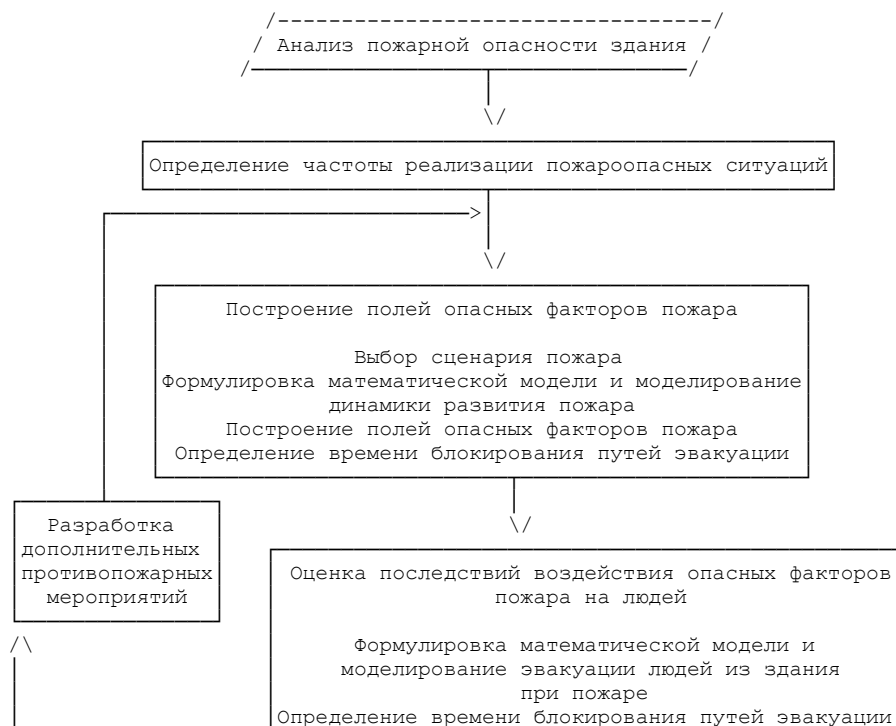 Анализ пожарной опасности здания
Определение частоты реализации пожароопасных ситуаций
Построение полей опасных факторов пожара
Выбор сценария пожара
Формулировка математической модели и моделирование
динамики развития пожара
Построение полей опасных факторов пожара
Определение времени блокирования путей эвакуации
Разработка
дополнительных
противопожарных
мероприятий
Оценка последствий воздействия опасных факторов
пожара на людей
Формулировка математической модели и
моделирование эвакуации людей из здания
при пожаре
Определение времени блокирования путей эвакуации